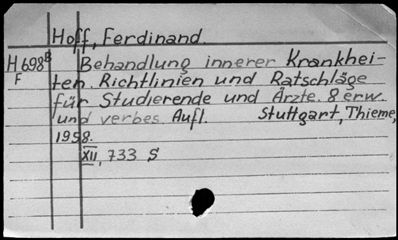 Hoff, Ferdinand.
H698B Behandlung innerer Krankhei-
F ten. Richtlinien und Ratschläge
für Studierende und Ärzte. 8 erw.
und verbes Aufl. Stuttgart, Thieme,
1958.
XII, 733 S